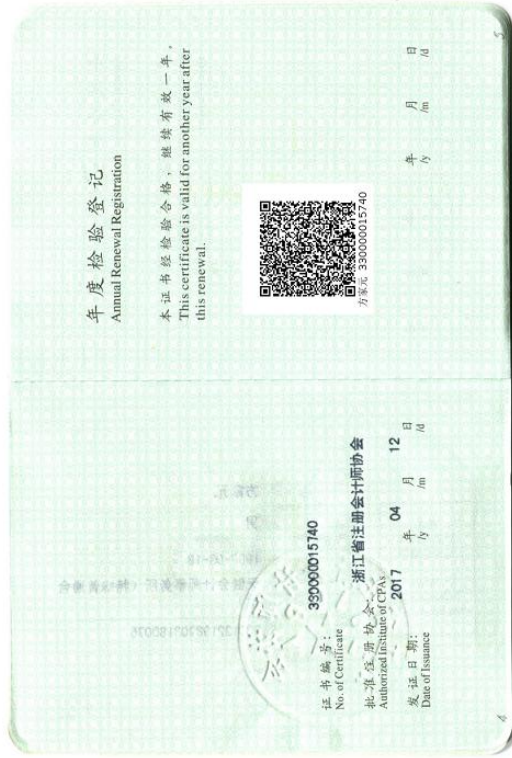 年度检验登记
Annual Renewal Registration
本证书经检验合格，继续有效一年。
This certificate is valid for another year after
this renewal.
方家元 330000015740
年 月 日
/y /m /d
5
证书编号：
No. of Certificate
330000015740
批准注册协会：
Authorized Institute of CPAs
浙江省注册会计师协会
发证日期：
Date of Issuance
2017 年 04 月 12 日
/y /m /d
4